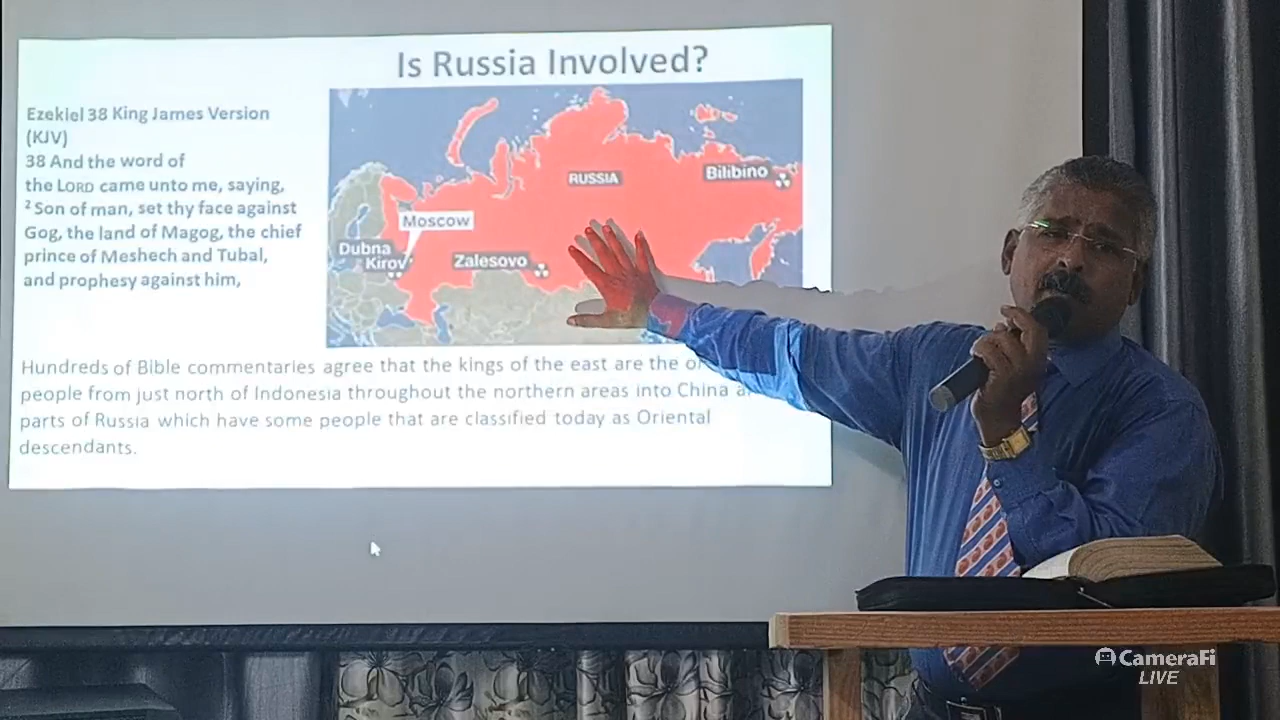 Is Russia Involved?
Ezekiel 38 King James Version
(KJV)
38 And the word of
the LORD came unto me, saying,
2 Son of man, set thy face against
Gog, the land of Magog, the chief
prince of Meshech and Tubal,
and prophesy against him,
RUSSIA
Bilibino
Moscow
Dubna
Kirov
Zalesovo
Hundreds of Bible commentaries agree that the kings of the east are the
people from just north of Indonesia throughout the northern areas into China
parts of Russia which have some people that are classified today as Oriental
descendants.
CameraFi
LIVE